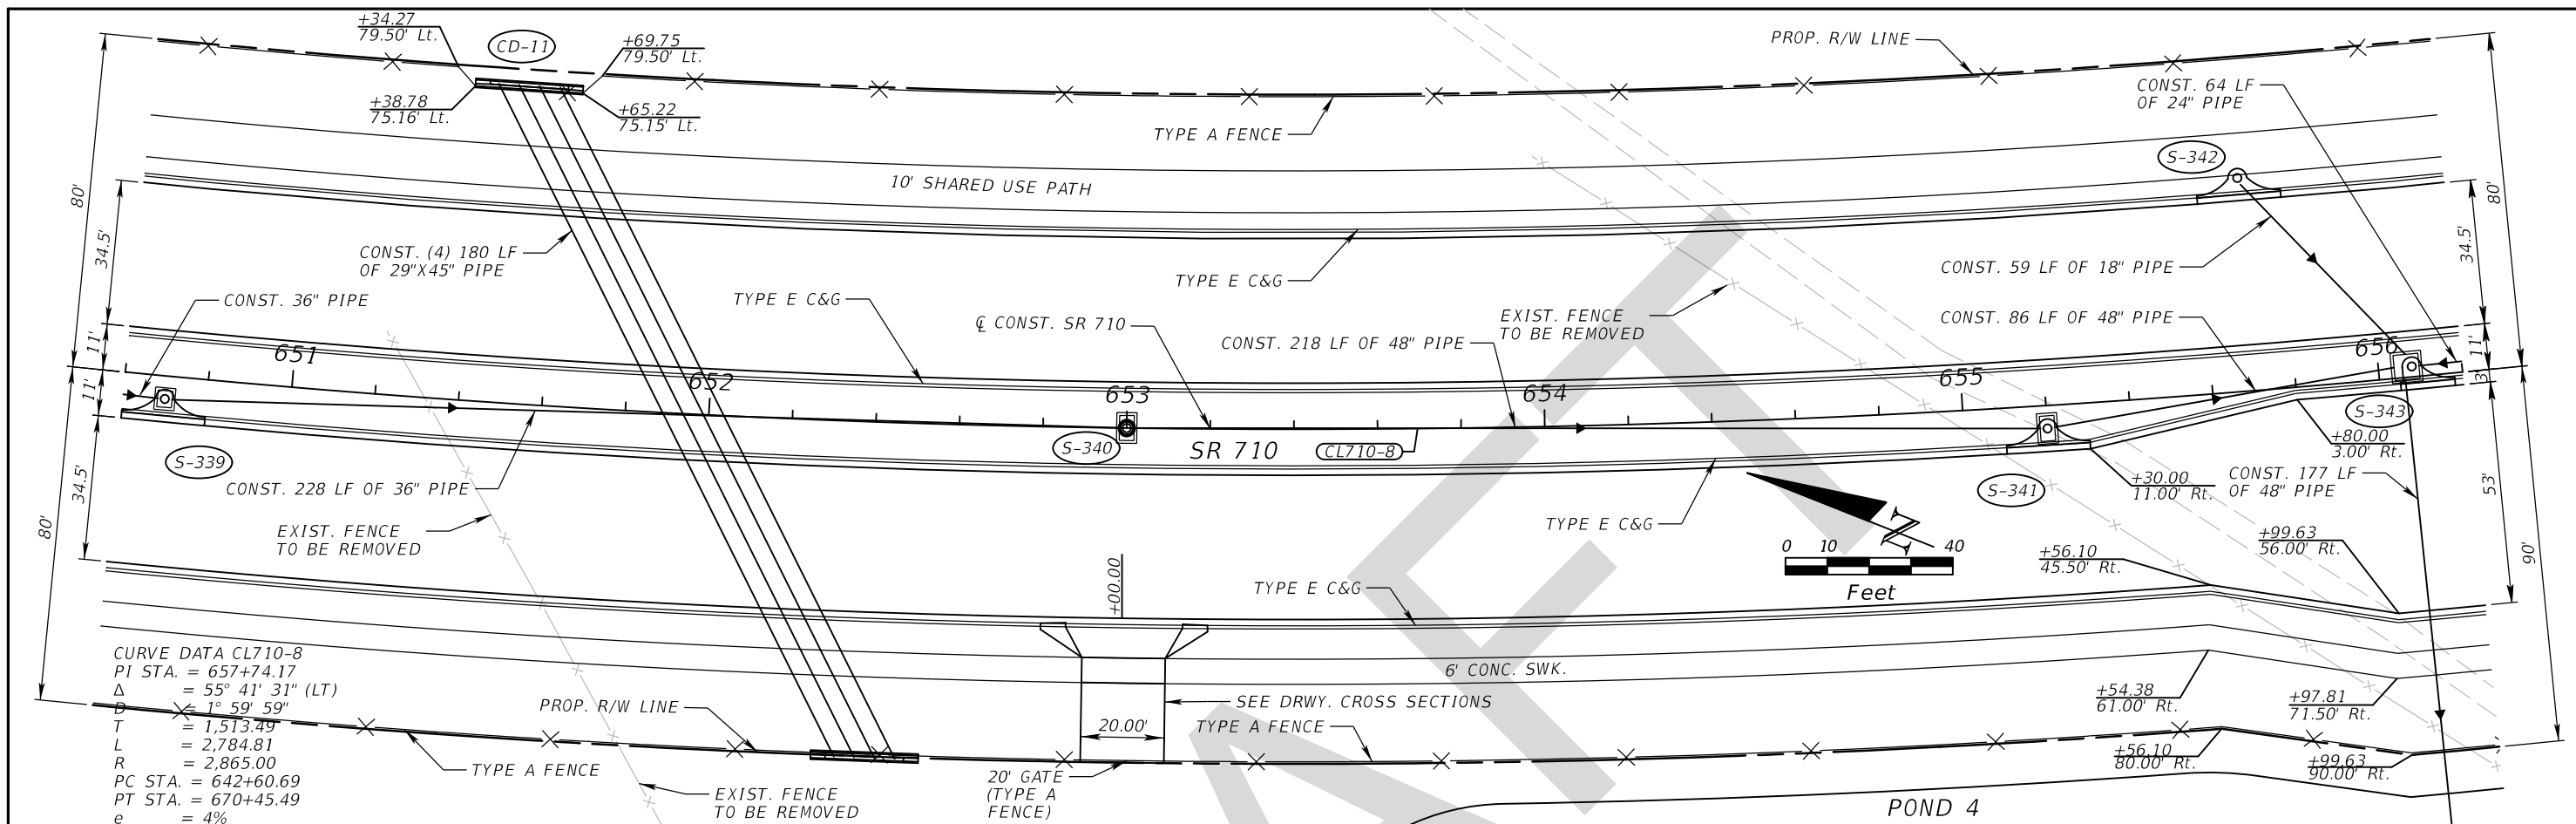 +34.27
79.50' Lt.
CD-11
+69.75
79.50' Lt.
+38.78
75.16' Lt.
+65.22
75.15' Lt.
PROP. R/W LINE
CONST. 64 LF
OF 24" PIPE
TYPE A FENCE
S-342
10' SHARED USE PATH
80'
34.5'
11'
11'
34.5'
80'
CONST. (4) 180 LF
OF 29"X45" PIPE
TYPE E C&G
CONST. 59 LF OF 18" PIPE
CONST. 36" PIPE
TYPE E C&G
℄ CONST. SR 710
CONST. 218 LF OF 48" PIPE
EXIST. FENCE
TO BE REMOVED
CONST. 86 LF OF 48" PIPE
80'
34.5'
11'
3'
53'
90'
651
652
653
654
655
656
S-339
S-340
SR 710
CL710-8
S-341
S-343
+80.00
3.00' Rt.
+30.00
11.00' Rt.
CONST. 177 LF
OF 48" PIPE
CONST. 228 LF OF 36" PIPE
EXIST. FENCE
TO BE REMOVED
TYPE E C&G
N
0 10 40
Feet
+56.10
45.50' Rt.
+99.63
56.00' Rt.
+00.00
TYPE E C&G
6' CONC. SWK.
CURVE DATA CL710-8
PI STA. = 657+74.17
Δ = 55° 41' 31" (LT)
D = 1° 59' 59"
T = 1,513.49
L = 2,784.81
R = 2,865.00
PC STA. = 642+60.69
PT STA. = 670+45.49
e = 4%
PROP. R/W LINE
SEE DRWY. CROSS SECTIONS
20.00'
TYPE A FENCE
+54.38
61.00' Rt.
+97.81
71.50' Rt.
+56.10
80.00' Rt.
+99.63
90.00' Rt.
TYPE A FENCE
20' GATE
(TYPE A
FENCE)
EXIST. FENCE
TO BE REMOVED
POND 4